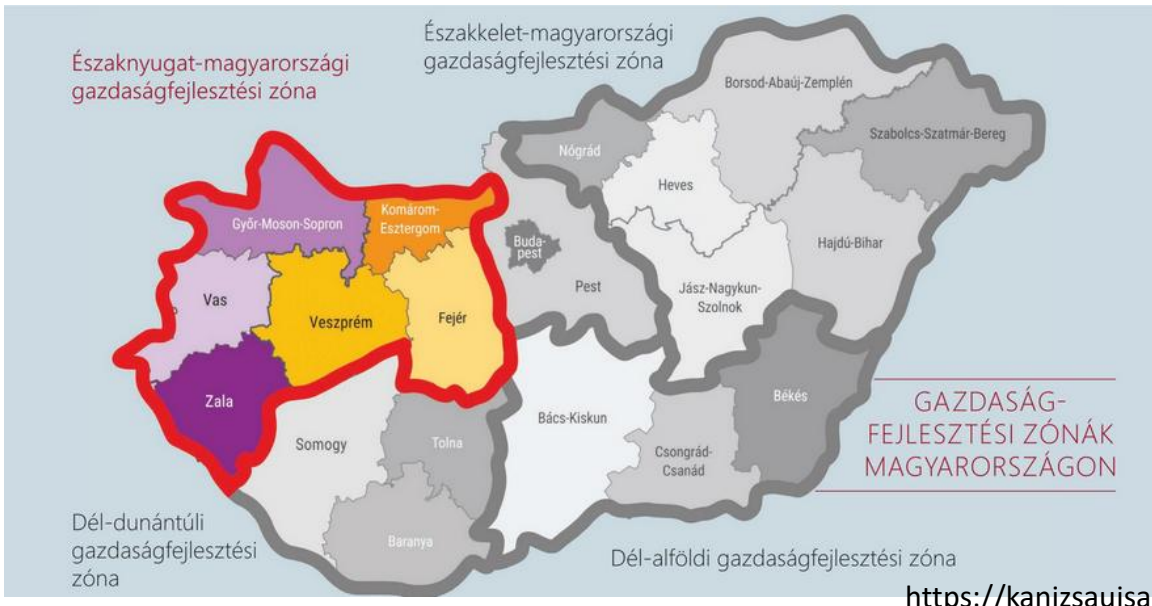 Északnyugat-magyarországi
gazdaságfejlesztési zóna
Északkelet-magyarországi
gazdaságfejlesztési zóna
Borsod-Abaúj-Zemplén
Szabolcs-Szatmár-Bereg
Nógrád
Heves
Győr-Moson-Sopron
Komárom-
Esztergom
Buda-
pest
Hajdú-Bihar
Pest
Jász-Nagykun-
Szolnok
Vas
Veszprém
Fejér
Zala
Somogy
Tolna
Baranya
Bács-Kiskun
Csongrád-
Csanád
Békés
GAZDASÁG-
FEJLESZTÉSI ZÓNÁK
MAGYARORSZÁGON
Dél-dunántúli
gazdaságfejlesztési
zóna
Dél-alföldi gazdaságfejlesztési zóna
https://kanizsaujsa